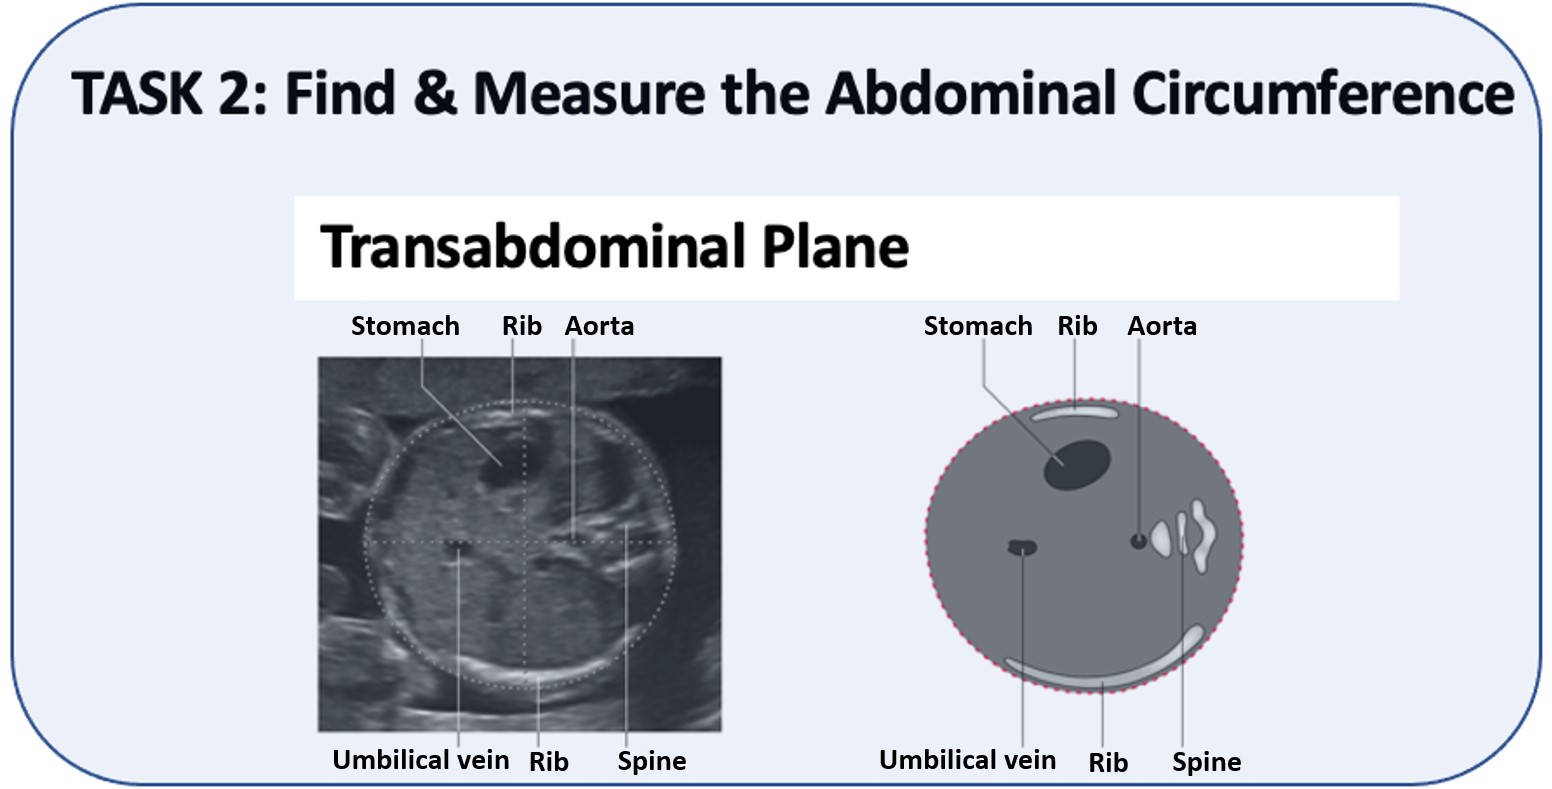 TASK 2: Find & Measure the Abdominal Circumference
Transabdominal Plane
Stomach Rib Aorta
Umbilical vein Rib Spine
Stomach Rib Aorta
Umbilical vein Rib Spine